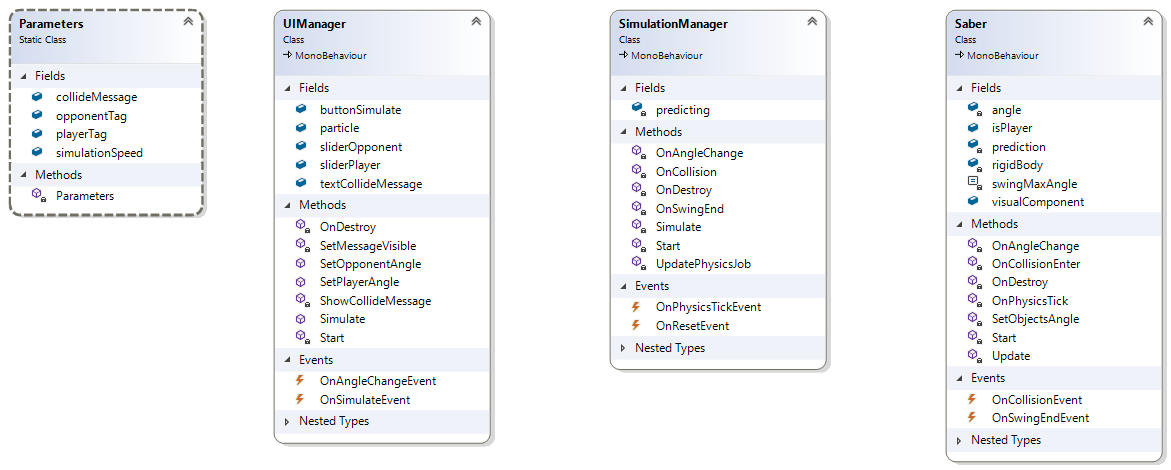 Parameters
Static Class
Fields
collideMessage
opponentTag
playerTag
simulationSpeed
Methods
Parameters
UIManager
Class
MonoBehaviour
Fields
buttonSimulate
particle
sliderOpponent
sliderPlayer
textCollideMessage
Methods
OnDestroy
SetMessageVisible
SetOpponentAngle
SetPlayerAngle
ShowCollideMessage
Simulate
Start
Events
OnAngleChangeEvent
OnSimulateEvent
Nested Types
SimulationManager
Class
MonoBehaviour
Fields
predicting
Methods
OnAngleChange
OnCollision
OnDestroy
OnSwingEnd
Simulate
Start
UpdatePhysicsJob
Events
OnPhysicsTickEvent
OnResetEvent
Nested Types
Saber
Class
MonoBehaviour
Fields
angle
isPlayer
prediction
rigidBody
swingMaxAngle
visualComponent
Methods
OnAngleChange
OnCollisionEnter
OnDestroy
OnPhysicsTick
SetObjectsAngle
Start
Update
Events
OnCollisionEvent
OnSwingEndEvent
Nested Types